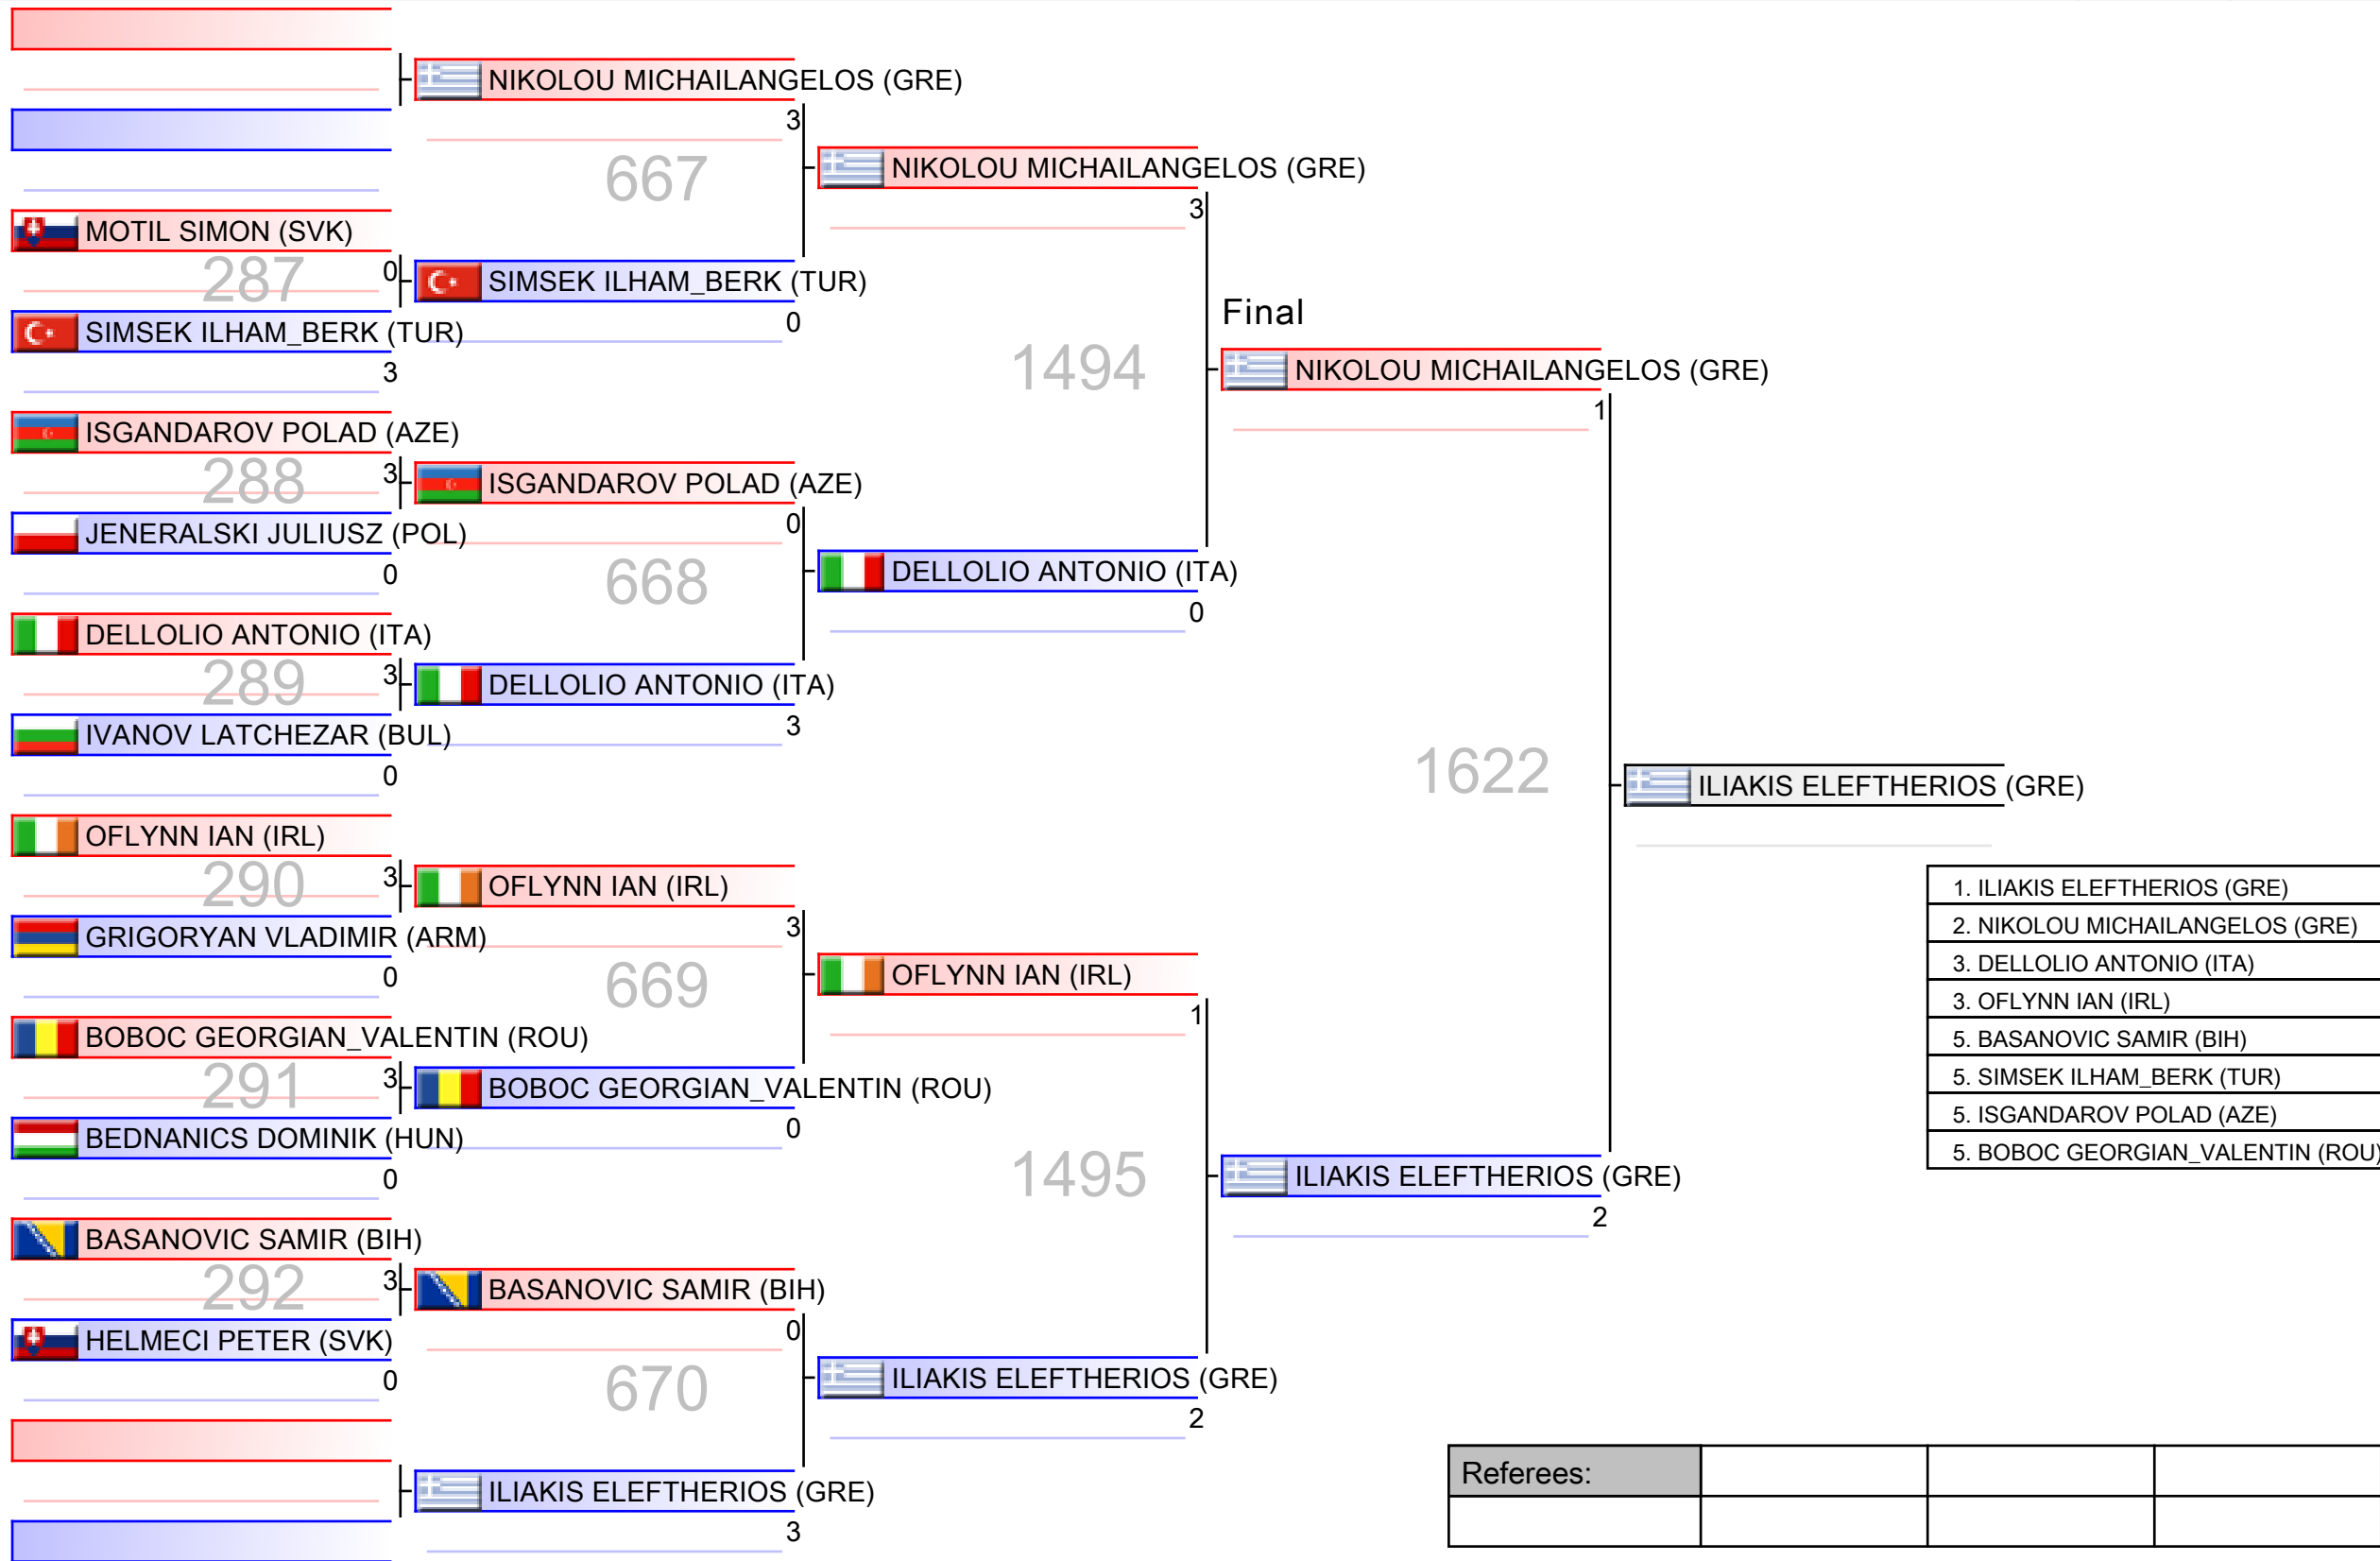 NIKOLOU MICHAILANGELOS (GRE)
3
667
NIKOLOU MICHAILANGELOS (GRE)
3
MOTIL SIMON (SVK)
287
0
SIMSEK ILHAM_BERK (TUR)
0
SIMSEK ILHAM_BERK (TUR)
3
Final
1494
NIKOLOU MICHAILANGELOS (GRE)
1
ISGANDAROV POLAD (AZE)
288
3
ISGANDAROV POLAD (AZE)
0
JENERALSKI JULIUSZ (POL)
0
668
DELLOLIO ANTONIO (ITA)
0
DELLOLIO ANTONIO (ITA)
289
3
DELLOLIO ANTONIO (ITA)
3
IVANOV LATCHEZAR (BUL)
0
1622
ILIAKIS ELEFTHERIOS (GRE)
OFLYNN IAN (IRL)
290
3
OFLYNN IAN (IRL)
3
GRIGORYAN VLADIMIR (ARM)
0
669
OFLYNN IAN (IRL)
1
BOBOC GEORGIAN_VALENTIN (ROU)
291
3
BOBOC GEORGIAN_VALENTIN (ROU)
0
BEDNANICS DOMINIK (HUN)
0
1495
ILIAKIS ELEFTHERIOS (GRE)
2
BASANOVIC SAMIR (BIH)
292
3
BASANOVIC SAMIR (BIH)
0
HELMECI PETER (SVK)
0
670
ILIAKIS ELEFTHERIOS (GRE)
2
ILIAKIS ELEFTHERIOS (GRE)
3
1. ILIAKIS ELEFTHERIOS (GRE)
2. NIKOLOU MICHAILANGELOS (GRE)
3. DELLOLIO ANTONIO (ITA)
3. OFLYNN IAN (IRL)
5. BASANOVIC SAMIR (BIH)
5. SIMSEK ILHAM_BERK (TUR)
5. ISGANDAROV POLAD (AZE)
5. BOBOC GEORGIAN_VALENTIN (ROU)
Referees: